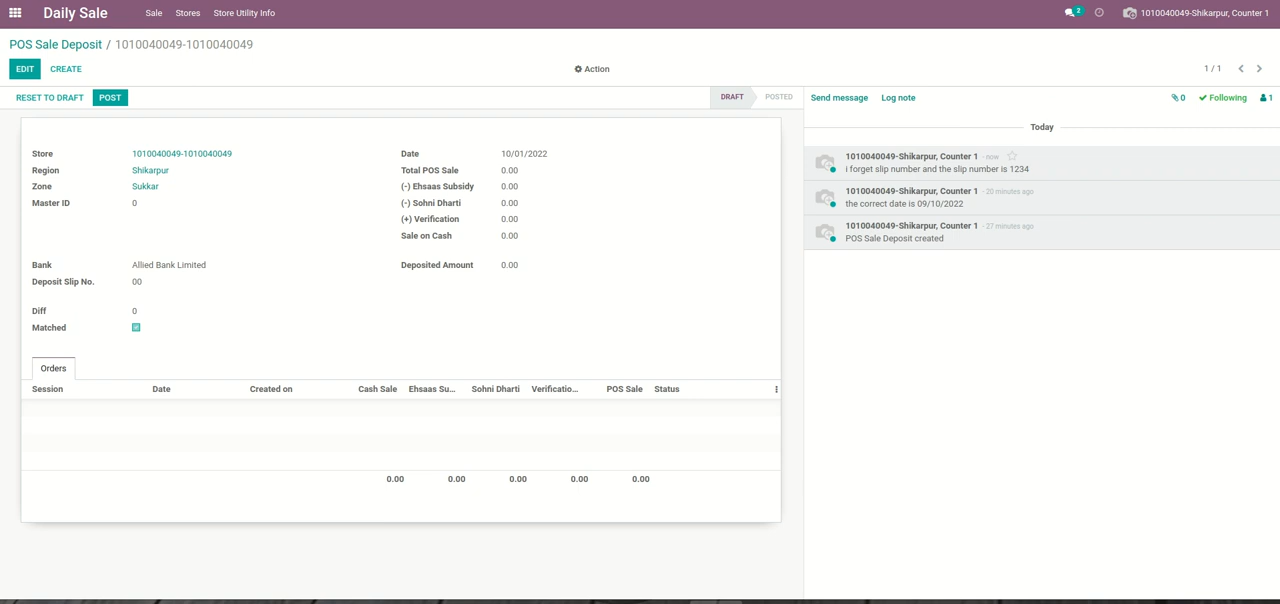 Daily Sale Sale Stores Store Utility Info 2 1010040049-Shikarpur, Counter 1
POS Sale Deposit / 1010040049-1010040049
EDIT CREATE Action 1 / 1
RESET TO DRAFT POST DRAFT POSTED
Send message Log note 0 Following 1
Store 1010040049-1010040049
Region Shikarpur
Zone Sukkar
Master ID 0
Date 10/01/2022
Total POS Sale 0.00
(-) Ehsaas Subsidy 0.00
(-) Sohni Dharti 0.00
(+) Verification 0.00
Sale on Cash 0.00
Bank Allied Bank Limited
Deposit Slip No. 00
Deposited Amount 0.00
Diff 0
Matched
Orders
Session Date Created on Cash Sale Ehsaas Su... Sohni Dharti Verificatio... POS Sale Status
0.00 0.00 0.00 0.00 0.00
Today
1010040049-Shikarpur, Counter 1 - now
i forget slip number and the slip number is 1234
1010040049-Shikarpur, Counter 1 - 20 minutes ago
the correct date is 09/10/2022
1010040049-Shikarpur, Counter 1 - 27 minutes ago
POS Sale Deposit created